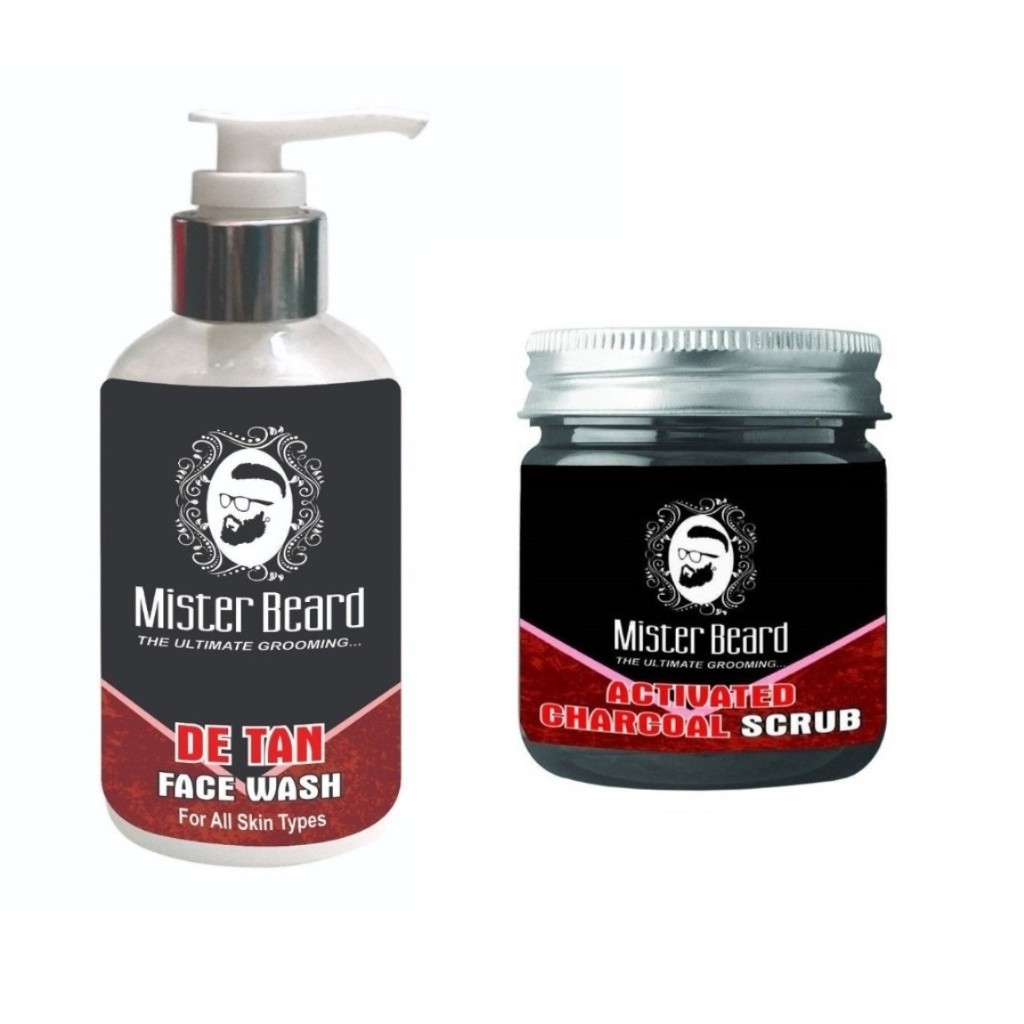 Mister Beard
THE ULTIMATE GROOMING...
DE TAN
FACE WASH
For All Skin Types
Mister Beard
THE ULTIMATE GROOMING...
ACTIVATED
CHARCOAL SCRUB